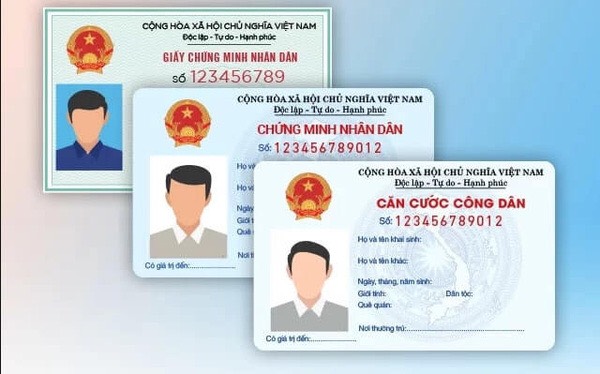 CỘNG HÒA XÃ HỘI CHỦ NGHĨA VIỆT NAM
Độc lập - Tự do - Hạnh phúc
GIẤY CHỨNG MINH NHÂN DÂN
SỐ 123456789
CỘNG HÒA XÃ HỘI CHỦ NGHĨA VIỆT NAM
Độc lập - Tự do - Hạnh phúc
CHỨNG MINH NHÂN DÂN
Số: 123456789012
Họ và
Họ và
Ngày,
Giới t
Quê
Nơi th
Có giá trị đến:
CỘNG HÒA XÃ HỘI CHỦ NGHĨA VIỆT NAM
Độc lập - Tự do - Hạnh phúc
CĂN CƯỚC CÔNG DÂN
Số: 123456789012
Họ và tên khai sinh:
Họ và tên khác:
Ngày, tháng, năm sinh:
Giới tính: Dân tộc:
Quê quán:
Nơi thường trú:
Có giá trị đến: